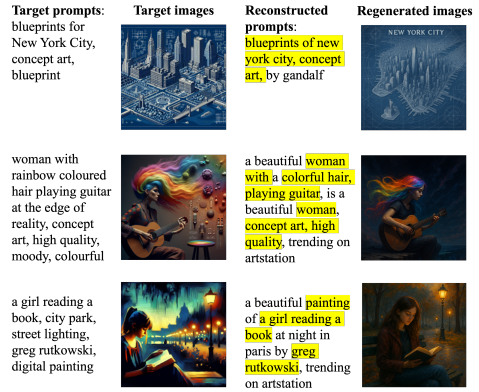 Target prompts:
blueprints for
New York City,
concept art,
blueprint
Target images
Reconstructed
prompts:
blueprints of new
york city, concept
art, by gandalf
Regenerated images
NEW YORK CITY
woman with
rainbow coloured
hair playing guitar
at the edge of
reality, concept
art, high quality,
moody, colourful
a beautiful woman
with a colorful hair,
playing guitar, is a
beautiful woman,
concept art, high
quality, trending on
artstation
a girl reading a
book, city park,
street lighting,
greg rutkowski,
digital painting
a beautiful painting
of a girl reading a
book at night in
paris by greg
rutkowski, trending
on artstation